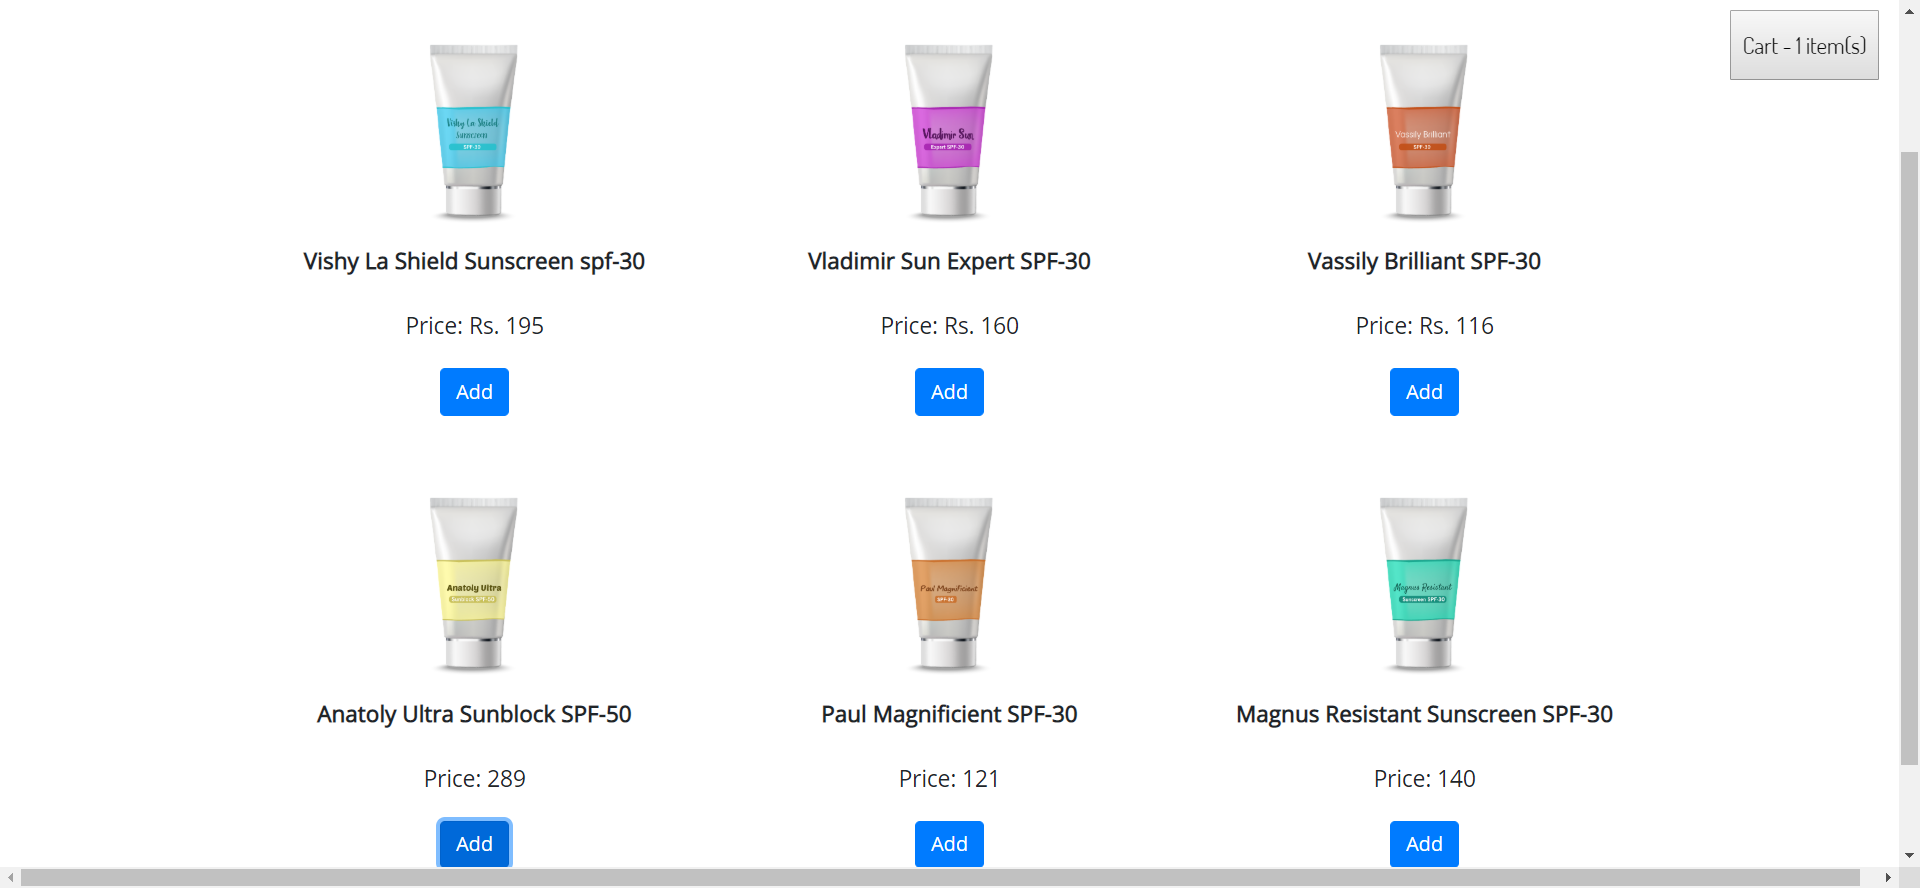 Cart - 1 item(s)
Vishy La Shield
Sunscreen
SPF-30
Vladimir Sun
Expert SPF-30
Vassily Brilliant
SPF-30
Vishy La Shield Sunscreen spf-30
Vladimir Sun Expert SPF-30
Vassily Brilliant SPF-30
Price: Rs. 195
Price: Rs. 160
Price: Rs. 116
Add
Add
Add
Anatoly Ultra
Sunblock SPF-50
Paul Magnificient
SPF-30
Magnus Resistant
Sunscreen SPF-30
Anatoly Ultra Sunblock SPF-50
Paul Magnificient SPF-30
Magnus Resistant Sunscreen SPF-30
Price: 289
Price: 121
Price: 140
Add
Add
Add